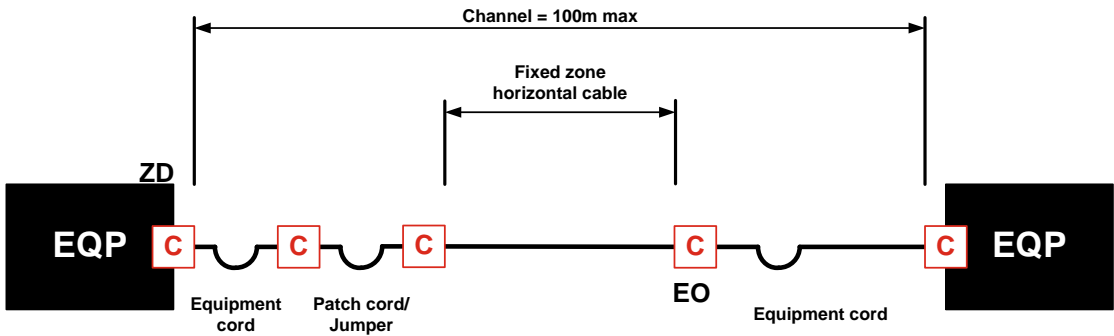 Channel = 100m max
Fixed zone
horizontal cable
ZD
EQP
C
C
C
C
C
EQP
EO
Equipment
cord
Patch cord/
Jumper
Equipment cord